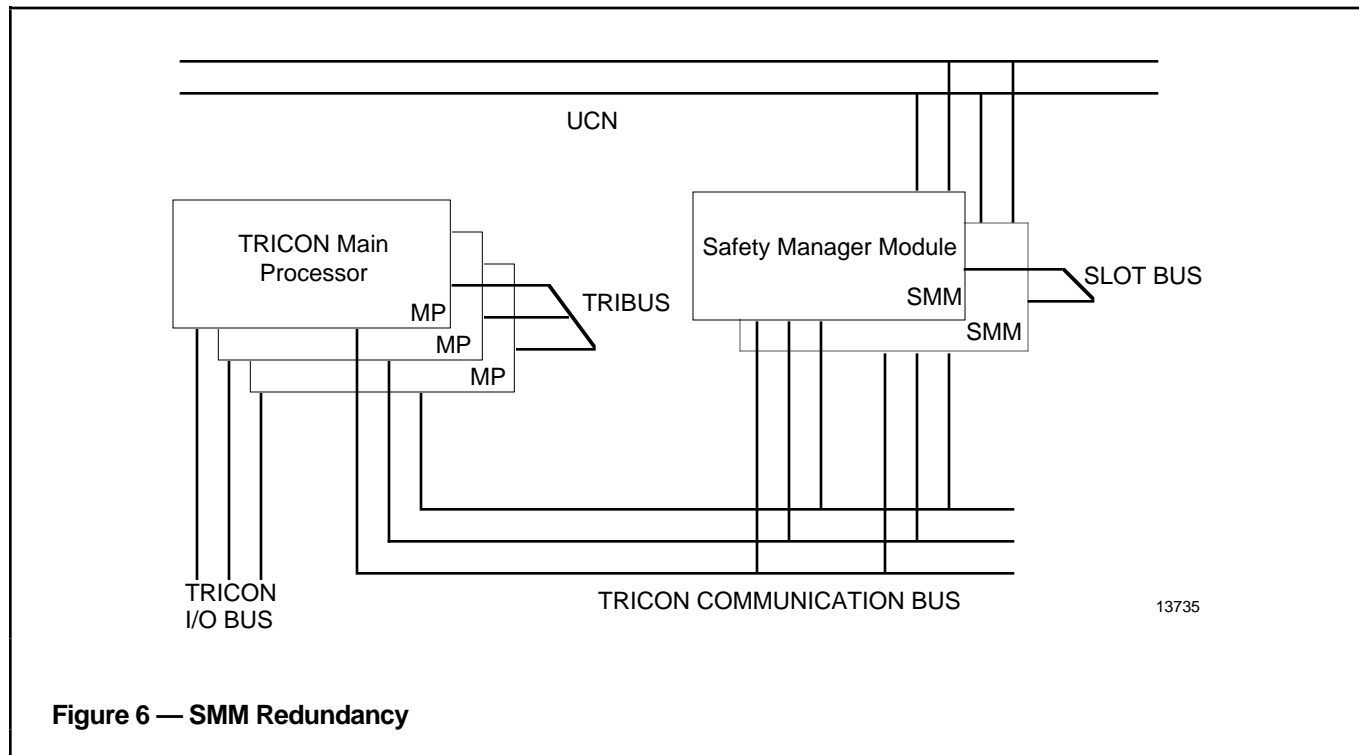 UCN
TRICON Main
Processor
MP
MP
MP
TRIBUS
Safety Manager Module
SMM
SMM
SLOT BUS
TRICON
I/O BUS
TRICON COMMUNICATION BUS
13735
Figure 6 — SMM Redundancy